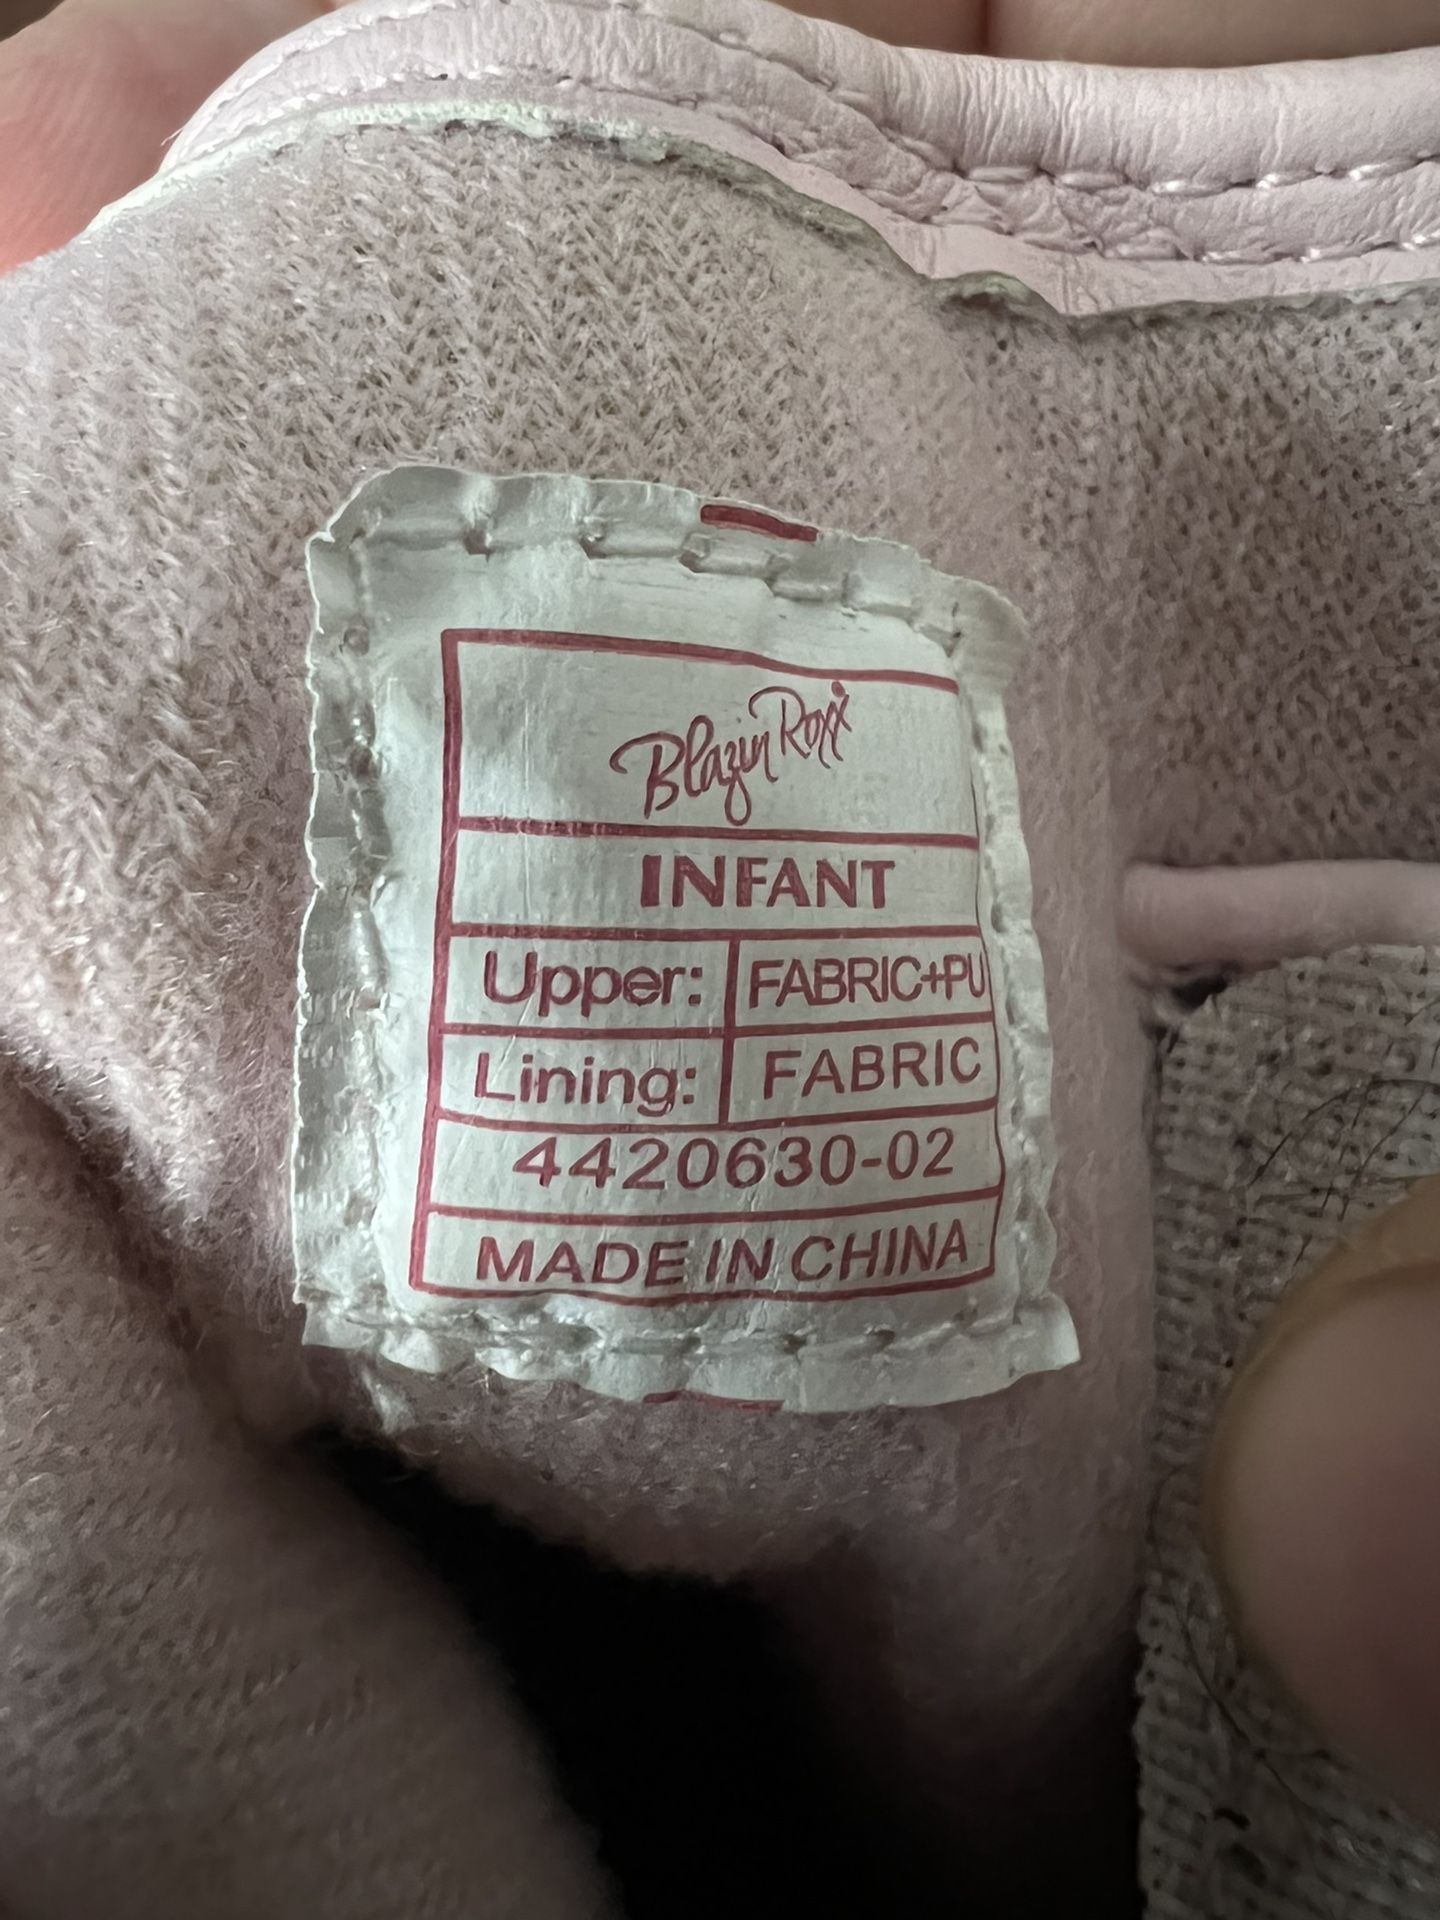 Blazin Roxx
INFANT
Upper: FABRIC+PU
Lining: FABRIC
4420630-02
MADE IN CHINA